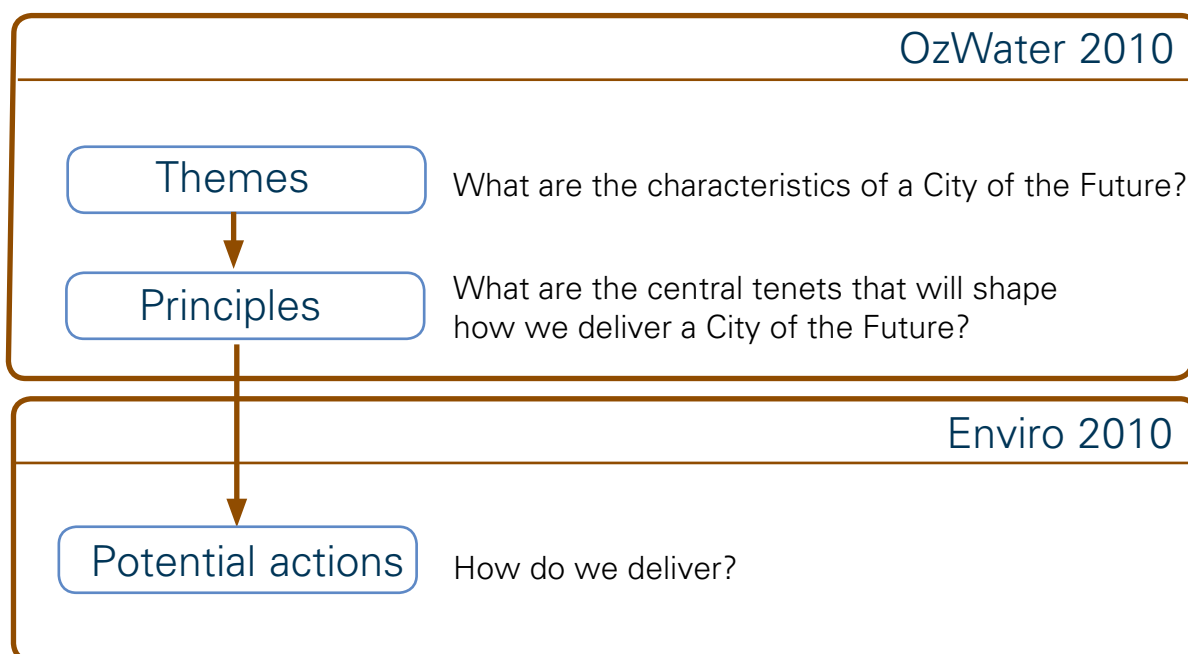 OzWater 2010
Themes
What are the characteristics of a City of the Future?
Principles
What are the central tenets that will shape
how we deliver a City of the Future?
Enviro 2010
Potential actions
How do we deliver?